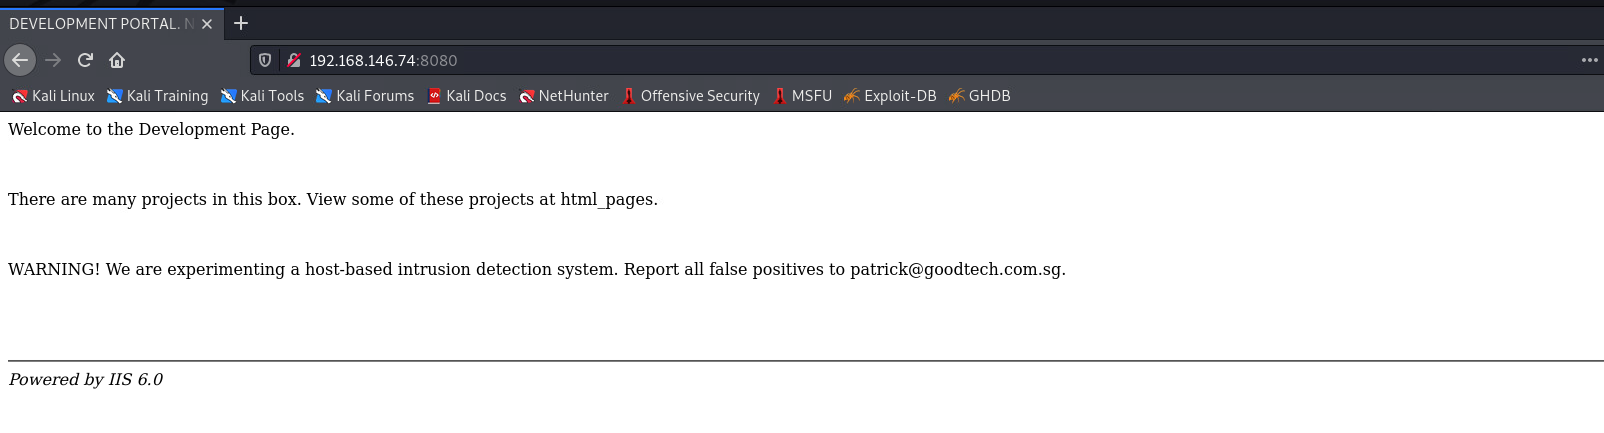 DEVELOPMENT PORTAL. N
192.168.146.74:8080
Kali Linux Kali Training Kali Tools Kali Forums Kali Docs NetHunter Offensive Security MSFU Exploit-DB GHDB
Welcome to the Development Page.
There are many projects in this box. View some of these projects at html_pages.
WARNING! We are experimenting a host-based intrusion detection system. Report all false positives to patrick@goodtech.com.sg.
Powered by IIS 6.0